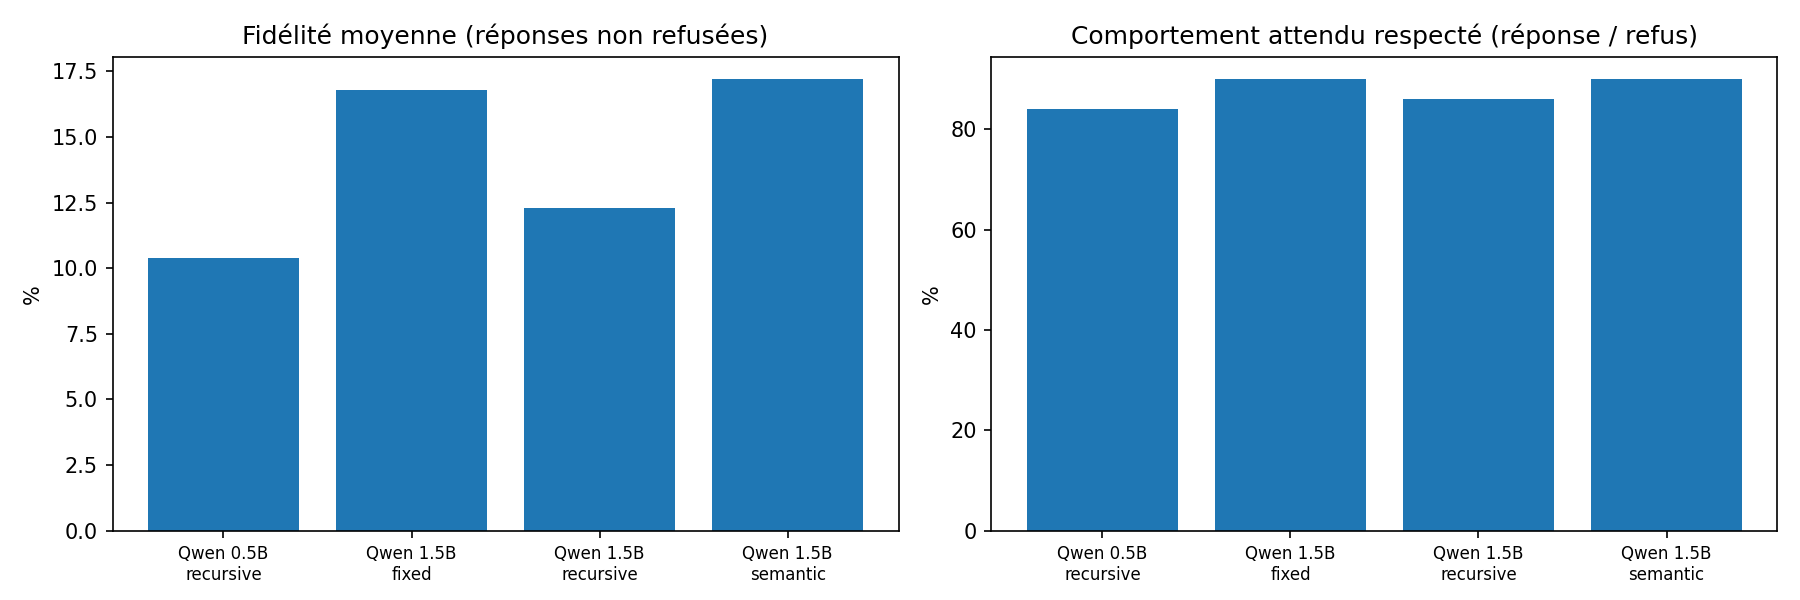 Fidélité moyenne (réponses non refusées)
17.5
15.0
12.5
10.0
7.5
5.0
2.5
0.0
%
Qwen 0.5B
recursive
Qwen 1.5B
fixed
Qwen 1.5B
recursive
Qwen 1.5B
semantic
Comportement attendu respecté (réponse / refus)
80
60
40
20
0
%
Qwen 0.5B
recursive
Qwen 1.5B
fixed
Qwen 1.5B
recursive
Qwen 1.5B
semantic